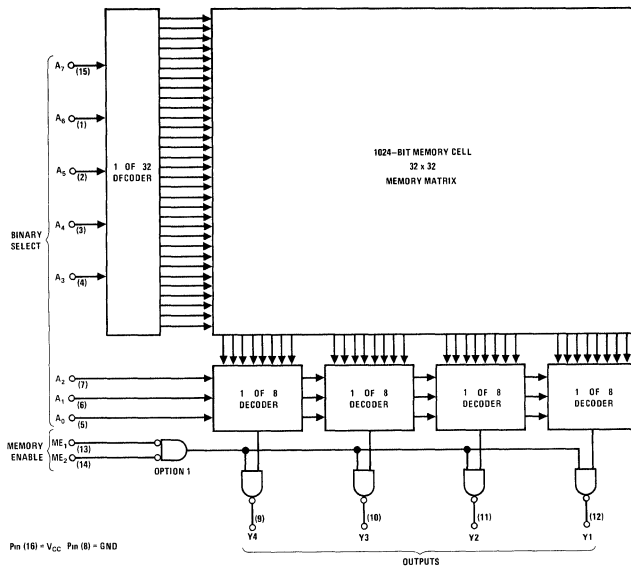 A7 (15)
A6 (1)
A5 (2)
A4 (3)
A3 (4)
BINARY
SELECT
1 OF 32
DECODER
1024-BIT MEMORY CELL
32 x 32
MEMORY MATRIX
A2 (7)
A1 (6)
A0 (5)
1 OF 8
DECODER
1 OF 8
DECODER
1 OF 8
DECODER
1 OF 8
DECODER
MEMORY
ENABLE
ME1 (13)
ME2 (14)
OPTION 1
(9)
Y4
(10)
Y3
(11)
Y2
(12)
Y1
Pin (16) = VCC Pin (8) = GND
OUTPUTS